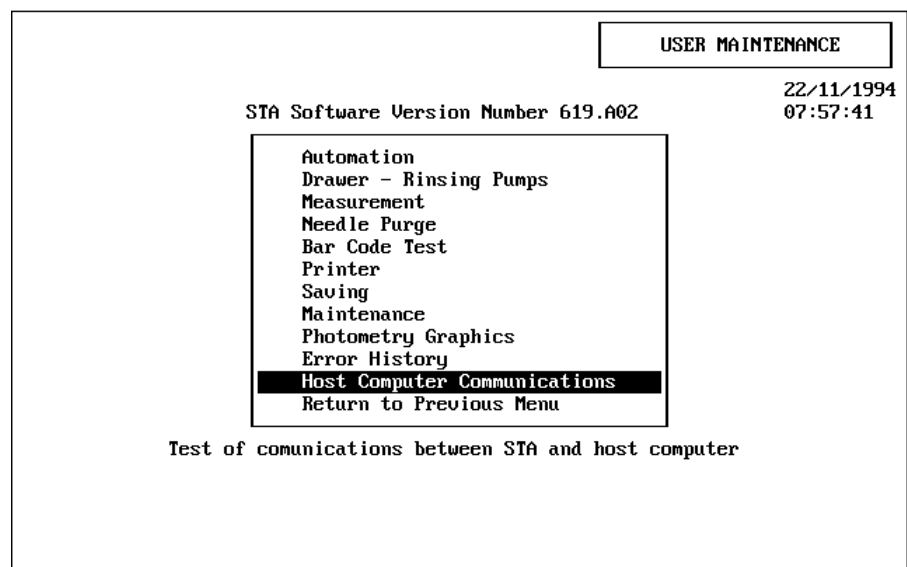 USER MAINTENANCE
22/11/1994
STA Software Version Number 619.A02
07:57:41
Automation
Drawer - Rinsing Pumps
Measurement
Needle Purge
Bar Code Test
Printer
Saving
Maintenance
Photometry Graphics
Error History
Host Computer Communications
Return to Previous Menu
Test of comunications between STA and host computer